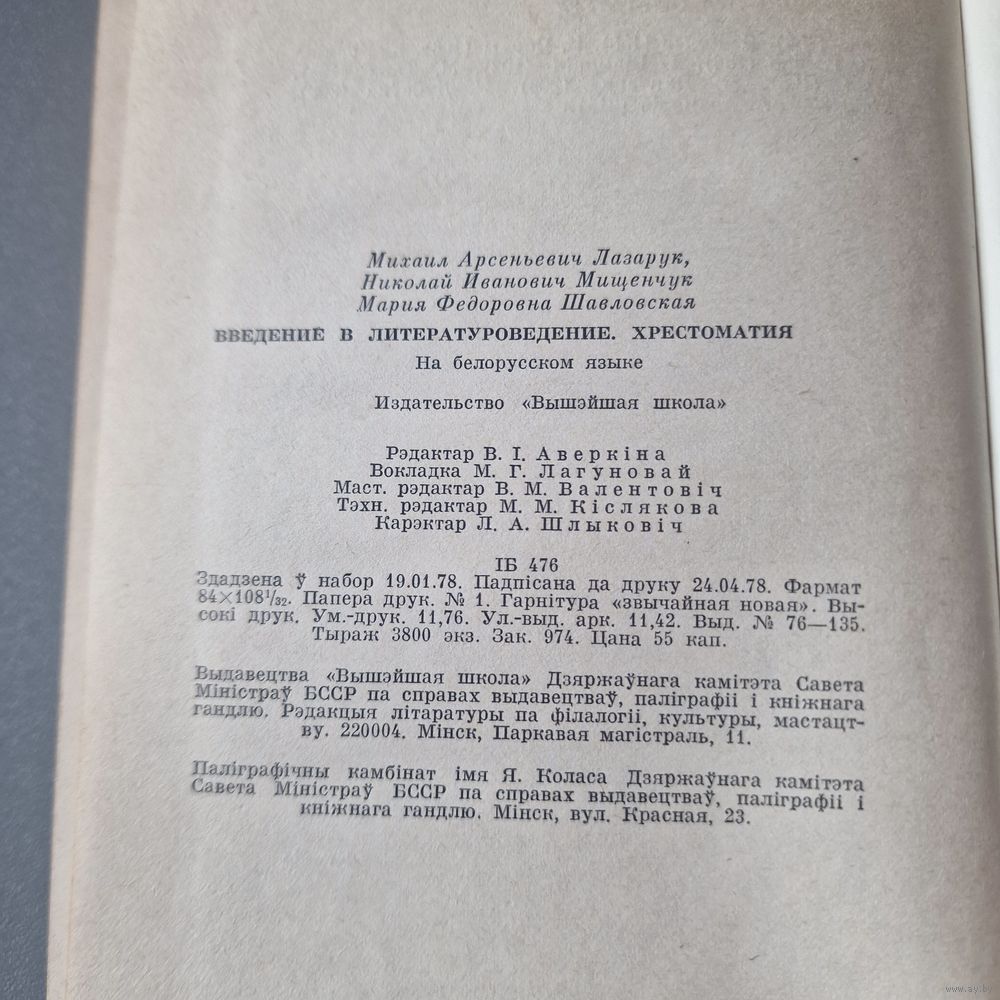 Михаил Арсеньевич Лазарук,
Николай Иванович Мищенчук
Мария Федоровна Шавловская
ВВЕДЕНИЕ В ЛИТЕРАТУРОВЕДЕНИЕ. ХРЕСТОМАТИЯ
На белорусском языке
Издательство «Вышэйшая школа»
Рэдактар В. І. Аверкіна
Вокладка М. Г. Лагуновай
Маст. рэдактар В. М. Валентовіч
Тэхн. рэдактар М. М. Кіслякова
Карэктар Л. А. Шлыковіч
ІБ 476
Здадзена ў набор 19.01.78. Падпісана да друку 24.04.78. Фармат
84×108¹/₃₂. Папера друк. № 1. Гарнітура «звычайная новая». Вы-
сокі друк. Ум.-друк. 11,76. Ул.-выд. арк. 11,42. Выд. № 76—135.
Тыраж 3800 экз. Зак. 974. Цана 55 кап.
Выдавецтва «Вышэйшая школа» Дзяржаўнага камітэта Савета
Міністраў БССР па справах выдавецтваў, паліграфіі і кніжнага
гандлю. Рэдакцыя літаратуры па філалогіі, культуры, мастацт-
ву. 220004. Мінск, Паркавая магістраль, 11.
Паліграфічны камбінат імя Я. Коласа Дзяржаўнага камітэта
Савета Міністраў БССР па справах выдавецтваў, паліграфіі і
кніжнага гандлю. Мінск, вул. Красная, 23.
www.ay.by